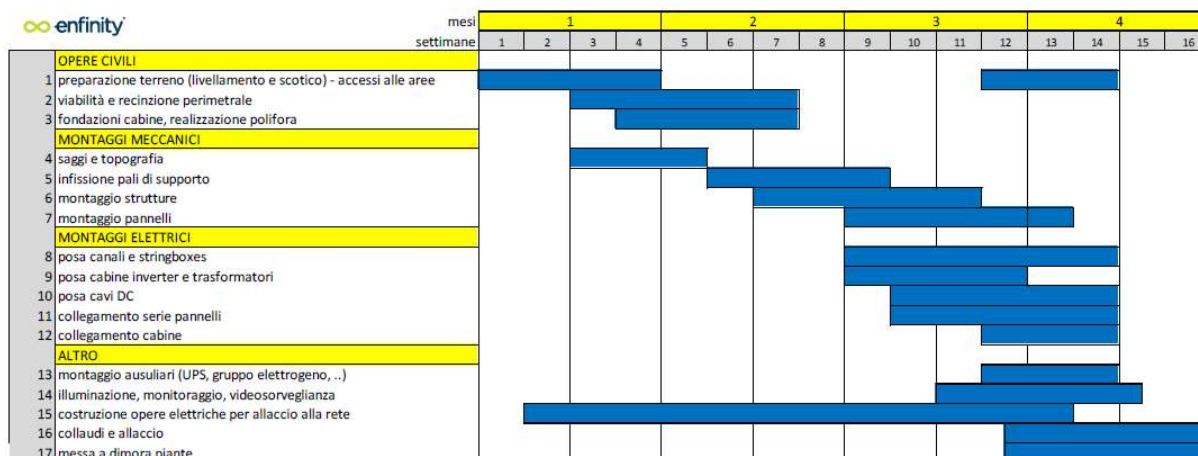 enfinity
mesi 1 2 3 4
settimane 1 2 3 4 5 6 7 8 9 10 11 12 13 14 15 16
OPERE CIVILI
1 preparazione terreno (livellamento e scotico) - accessi alle aree
2 viabilità e recinzione perimetrale
3 fondazioni cabine, realizzazione polifora
MONTAGGI MECCANICI
4 saggi e topografia
5 infissione pali di supporto
6 montaggio strutture
7 montaggio pannelli
MONTAGGI ELETTRICI
8 posa canali e stringboxes
9 posa cabine inverter e trasformatori
10 posa cavi DC
11 collegamento serie pannelli
12 collegamento cabine
ALTRO
13 montaggio ausuliari (UPS, gruppo elettrogeno, ..)
14 illuminazione, monitoraggio, videosorveglianza
15 costruzione opere elettriche per allaccio alla rete
16 collaudi e allaccio
17 messa a dimora piante